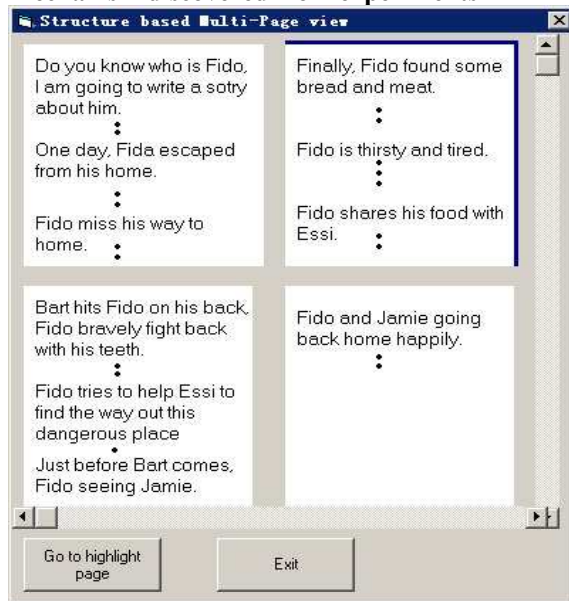 Structure based Multi-Page view
Do you know who is Fido,
I am going to write a sotry
about him.
One day, Fida escaped
from his home.
Fido miss his way to
home.
Finally, Fido found some
bread and meat.
Fido is thirsty and tired.
Fido shares his food with
Essi.
Bart hits Fido on his back,
Fido bravely fight back
with his teeth.
Fido tries to help Essi to
find the way out this
dangerous place
Just before Bart comes,
Fido seeing Jamie.
Fido and Jamie going
back home happily.
Go to highlight
page
Exit